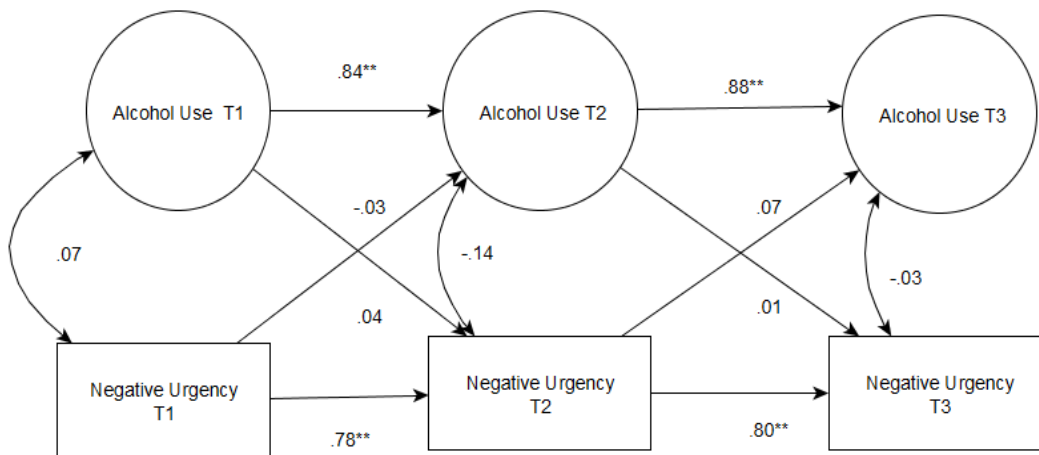 .84**
.88**
Alcohol Use T1
Alcohol Use T2
Alcohol Use T3
-.03
.07
.07
-.14
-.03
.04
.01
Negative Urgency
T1
Negative Urgency
T2
Negative Urgency
T3
.78**
.80**